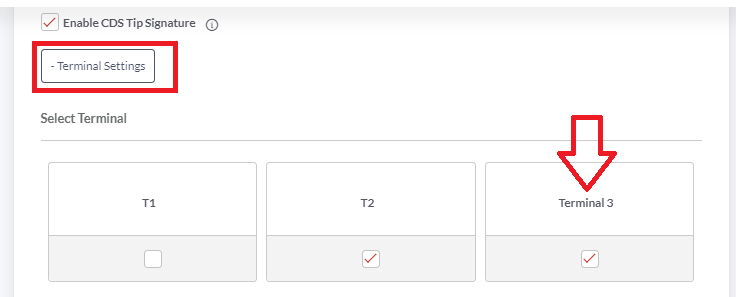 Enable CDS Tip Signature
- Terminal Settings
Select Terminal
T1 T2 Terminal 3